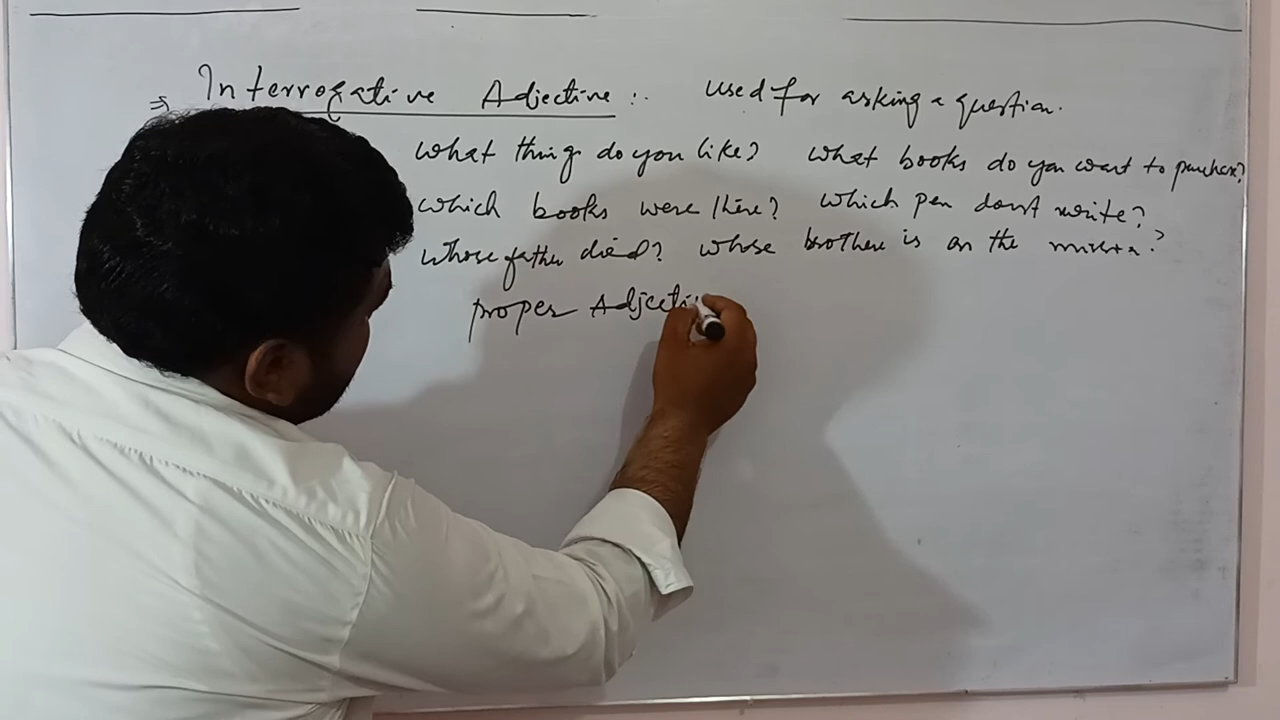 ⇒ Interrogative Adjective :. used for asking a question.
What thing do you like? What books do you want to purchase?
Which books were there? Which pen don't write?
Whose father died? Whose brothere is on the
proper Adjecti